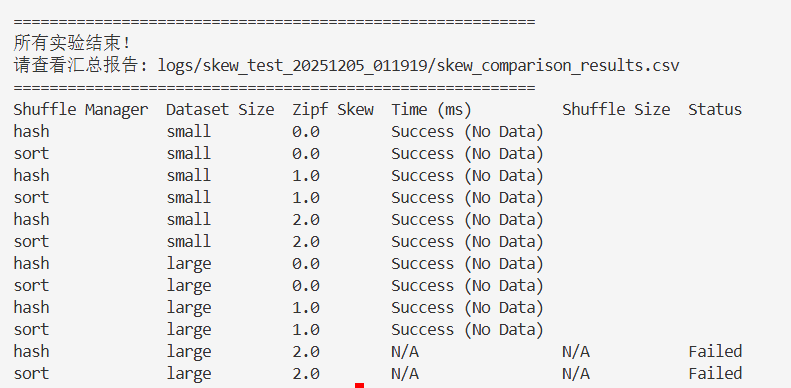 ==========================================================
所有实验结束!
请查看汇总报告: logs/skew_test_20251205_011919/skew_comparison_results.csv
==========================================================
Shuffle Manager  Dataset Size  Zipf Skew  Time (ms)          Shuffle Size  Status
hash             small         0.0        Success (No Data)
sort             small         0.0        Success (No Data)
hash             small         1.0        Success (No Data)
sort             small         1.0        Success (No Data)
hash             small         2.0        Success (No Data)
sort             small         2.0        Success (No Data)
hash             large         0.0        Success (No Data)
sort             large         0.0        Success (No Data)
hash             large         1.0        Success (No Data)
sort             large         1.0        Success (No Data)
hash             large         2.0        N/A                N/A           Failed
sort             large         2.0        N/A                N/A           Failed